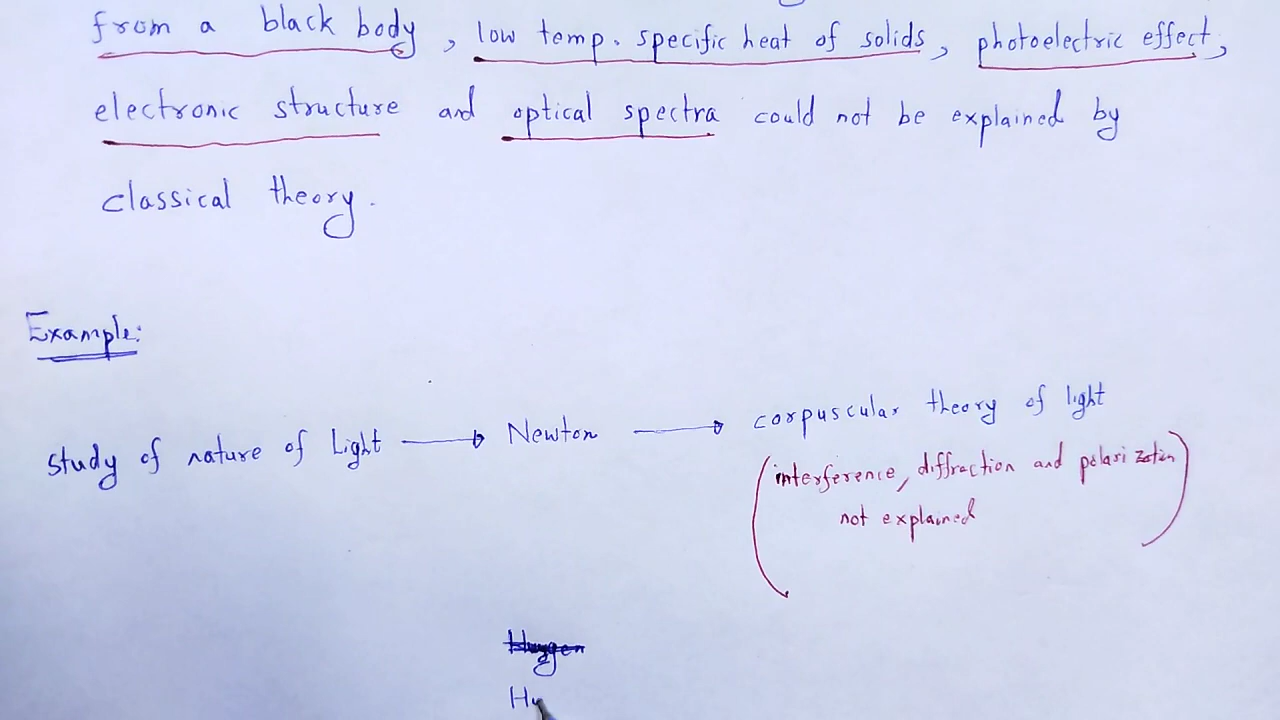 from a black body, low temp. specific heat of solids, photoelectric effect,
electronic structure and optical spectra could not be explained by
classical theory.
Example:
study of nature of Light → Newton → corpuscular theory of light
(interference, diffraction and polarization
not explained)
Huygen
Hu